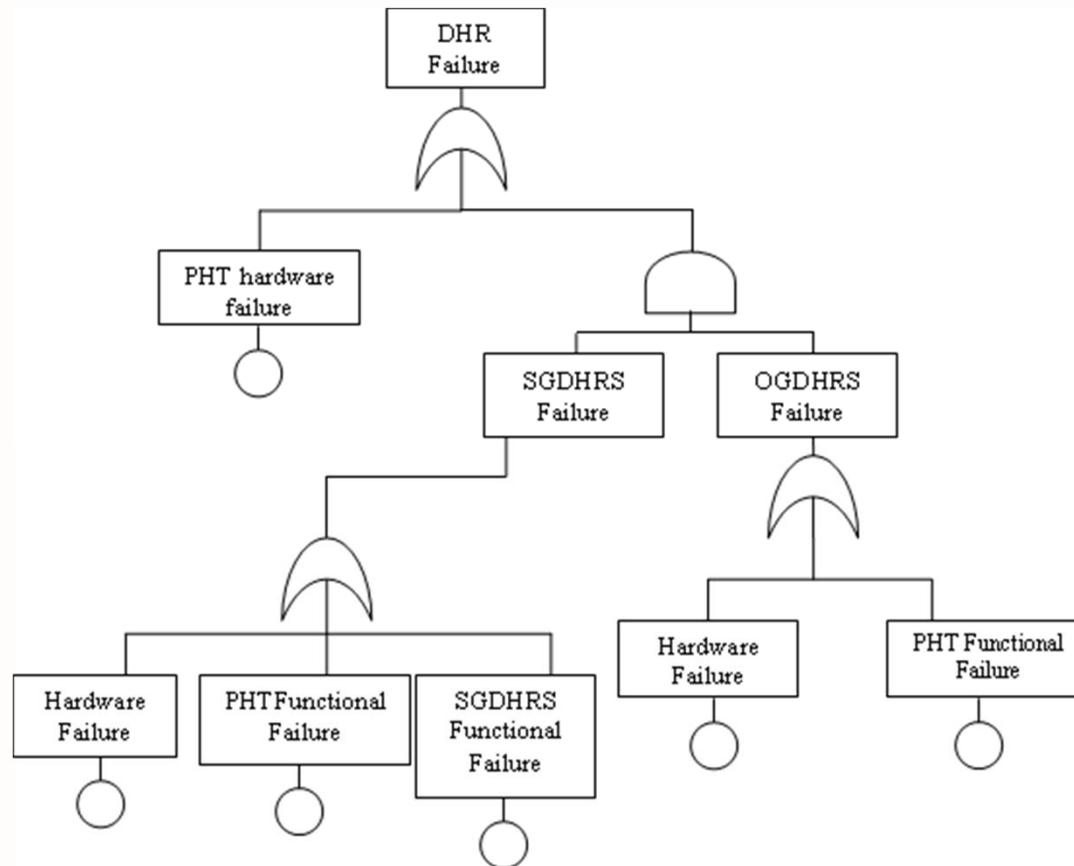 DHR
Failure
PHT hardware
failure
SGDHRS
Failure
OGDHRS
Failure
Hardware
Failure
PHT Functional
Failure
Hardware
Failure
PHTFunctional
Failure
SGDHRS
Functional
Failure